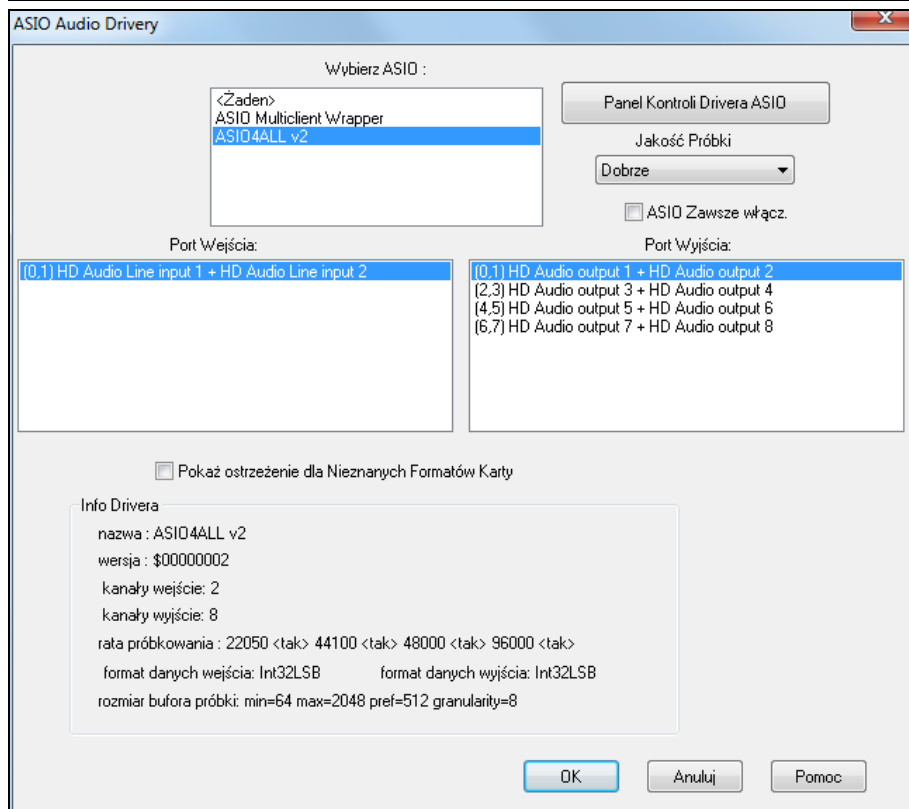 ASIO Audio Drivery
Wybierz ASIO :
<Żaden>
ASIO Multiclient Wrapper
ASIO4ALL v2
Panel Kontroli Drivera ASIO
Jakość Próbki
Dobrze
ASIO Zawsze włącz.
Port Wejścia:
(0,1) HD Audio Line input 1 + HD Audio Line input 2
Port Wyjścia:
(0,1) HD Audio output 1 + HD Audio output 2
(2,3) HD Audio output 3 + HD Audio output 4
(4,5) HD Audio output 5 + HD Audio output 6
(6,7) HD Audio output 7 + HD Audio output 8
Pokaż ostrzeżenie dla Nieznanych Formatów Karty
Info Drivera
nazwa : ASIO4ALL v2
wersja : $00000002
kanały wejście: 2
kanały wyjście: 8
rata próbkowania : 22050 <tak> 44100 <tak> 48000 <tak> 96000 <tak>
format danych wejścia: Int32LSB format danych wyjścia: Int32LSB
rozmiar bufora próbki: min=64 max=2048 pref=512 granularity=8
OK Anuluj Pomoc